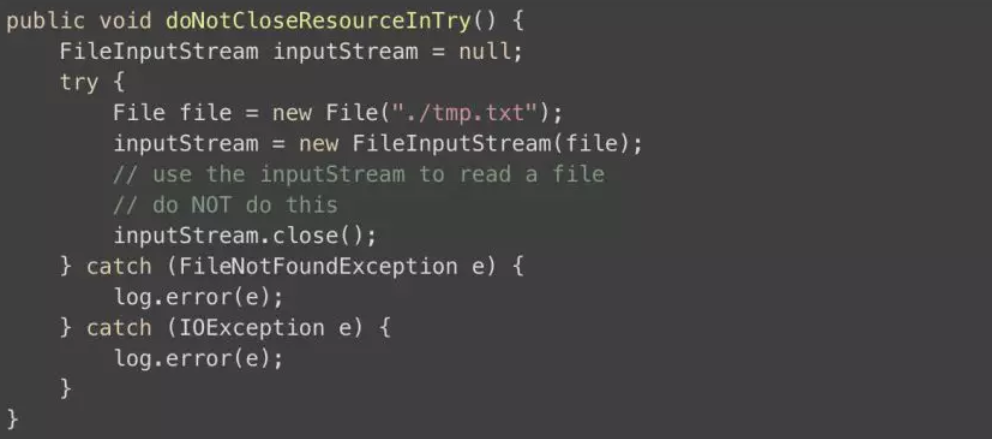 public void doNotCloseResourceInTry() {
    FileInputStream inputStream = null;
    try {
        File file = new File("./tmp.txt");
        inputStream = new FileInputStream(file);
        // use the inputStream to read a file
        // do NOT do this
        inputStream.close();
    } catch (FileNotFoundException e) {
        log.error(e);
    } catch (IOException e) {
        log.error(e);
    }
}